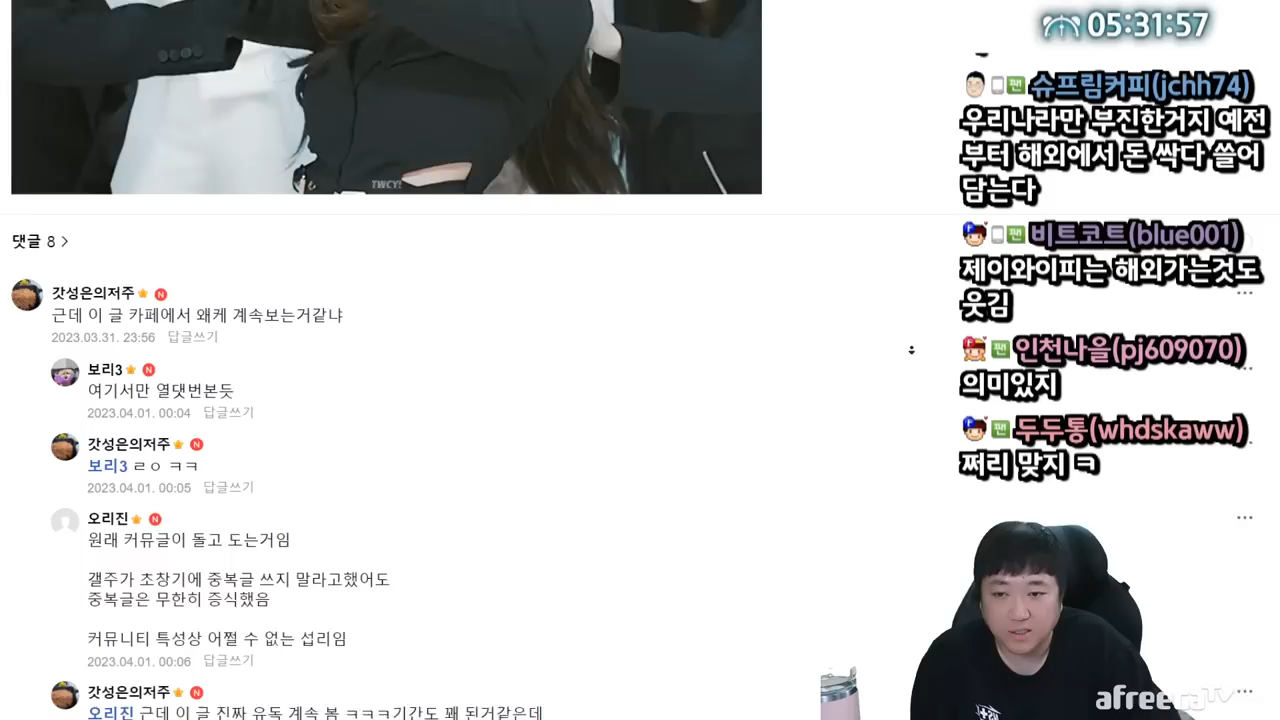 05:31:57
슈프림커피(jchh74)
우리나라만 부진한거지 예전
부터 해외에서 돈 싹다 쓸어
담는다
비트코트(blue001)
제이와이피는 해외가는것도
웃김
인천나을(pj609070)
의미있지
두두통(whdskaww)
쩌리 맞지 ㅋ
TWCY!
댓글 8 >
갓성은의저주 N
근데 이 글 카페에서 왜케 계속보는거같냐
2023.03.31. 23:56 답글쓰기
보리3 N
여기서만 열댓번본듯
2023.04.01. 00:04 답글쓰기
갓성은의저주 N
보리3 ㄹㅇ ㅋㅋ
2023.04.01. 00:05 답글쓰기
오리진 N
원래 커뮤글이 돌고 도는거임
갤주가 초창기에 중복글 쓰지 말라고했어도
중복글은 무한히 증식했음
커뮤니티 특성상 어쩔 수 없는 섭리임
2023.04.01. 00:06 답글쓰기
갓성은의저주 N
오리진 근데 이 글 진짜 유독 계속 봄 ㅋㅋㅋ기간도 꽤 된거같은데
afreecaTV